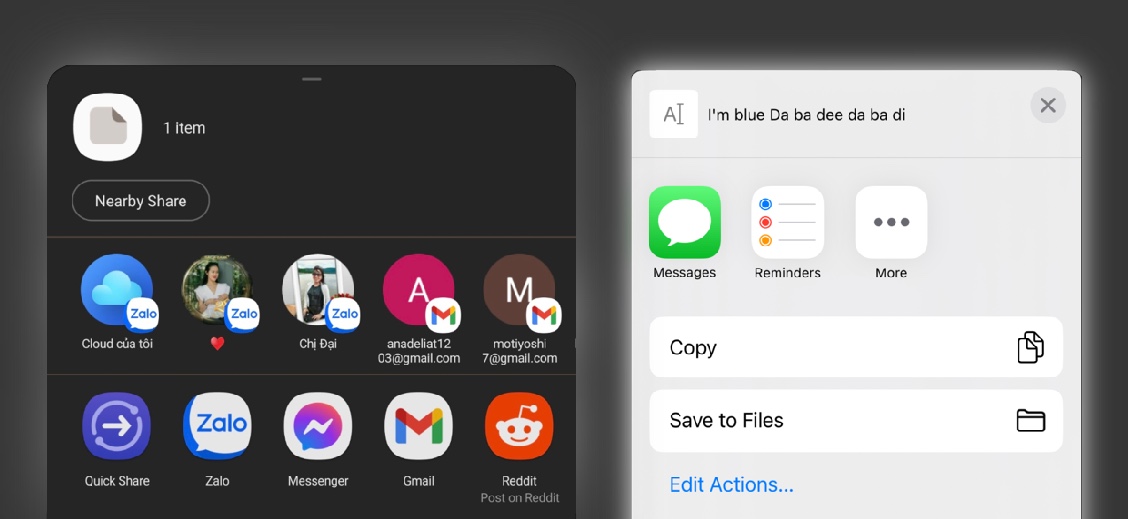 1 item
Nearby Share
Zalo
Zalo
Zalo
A
M
Cloud của tôi
❤️
Chị Đại
anadeliat12
03@gmail.com
motiyoshi
7@gmail.com
Zalo
Quick Share
Zalo
Messenger
Gmail
Reddit
Post on Reddit
A
I'm blue Da ba dee da ba di
Messages
Reminders
More
Copy
Save to Files
Edit Actions...